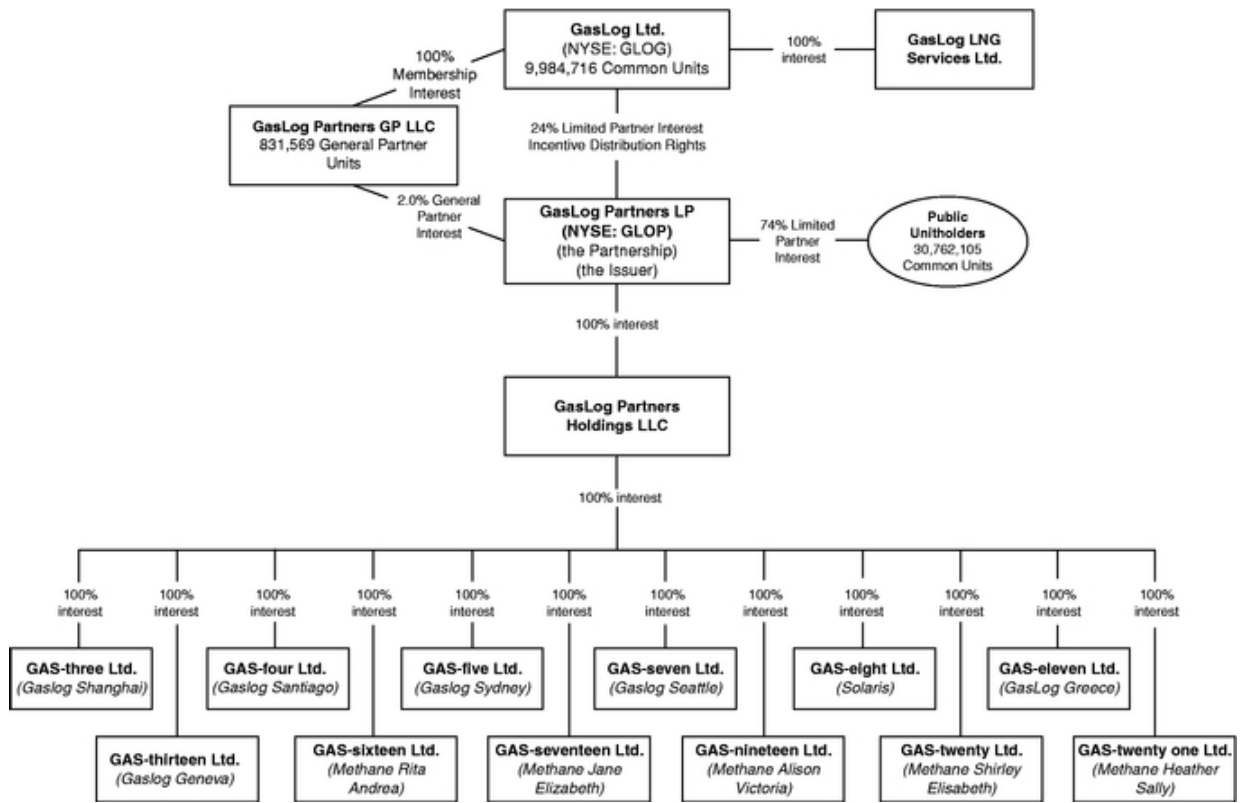 GasLog Ltd.
(NYSE: GLOG)
9,984,716 Common Units
100%
interest
GasLog LNG
Services Ltd.
100%
Membership
Interest
GasLog Partners GP LLC
831,569 General Partner
Units
24% Limited Partner Interest
Incentive Distribution Rights
2.0% General
Partner
Interest
GasLog Partners LP
(NYSE: GLOP)
(the Partnership)
(the Issuer)
74% Limited
Partner
Interest
Public
Unitholders
30,762,105
Common Units
100% interest
GasLog Partners
Holdings LLC
100% interest
100%
interest
100%
interest
100%
interest
100%
interest
100%
interest
100%
interest
100%
interest
100%
interest
100%
interest
100%
interest
100%
interest
100%
interest
GAS-three Ltd.
(Gaslog Shanghai)
GAS-four Ltd.
(Gaslog Santiago)
GAS-five Ltd.
(Gaslog Sydney)
GAS-seven Ltd.
(Gaslog Seattle)
GAS-eight Ltd.
(Solaris)
GAS-eleven Ltd.
(GasLog Greece)
GAS-thirteen Ltd.
(Gaslog Geneva)
GAS-sixteen Ltd.
(Methane Rita
Andrea)
GAS-seventeen Ltd.
(Methane Jane
Elizabeth)
GAS-nineteen Ltd.
(Methane Alison
Victoria)
GAS-twenty Ltd.
(Methane Shirley
Elisabeth)
GAS-twenty one Ltd.
(Methane Heather
Sally)